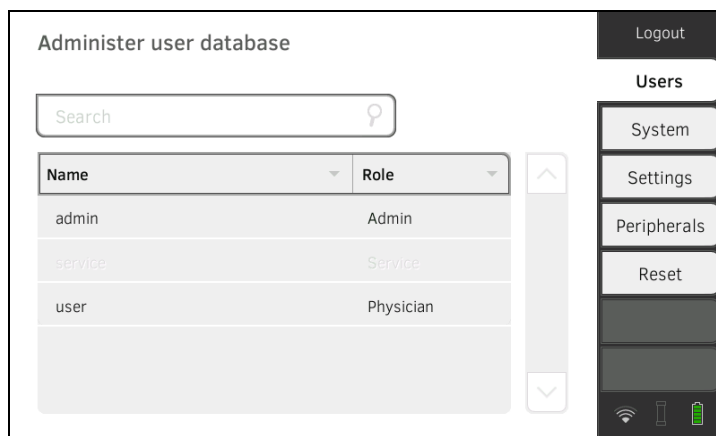 Administer user database
Search
Name Role
admin Admin
service Service
user Physician
Logout
Users
System
Settings
Peripherals
Reset